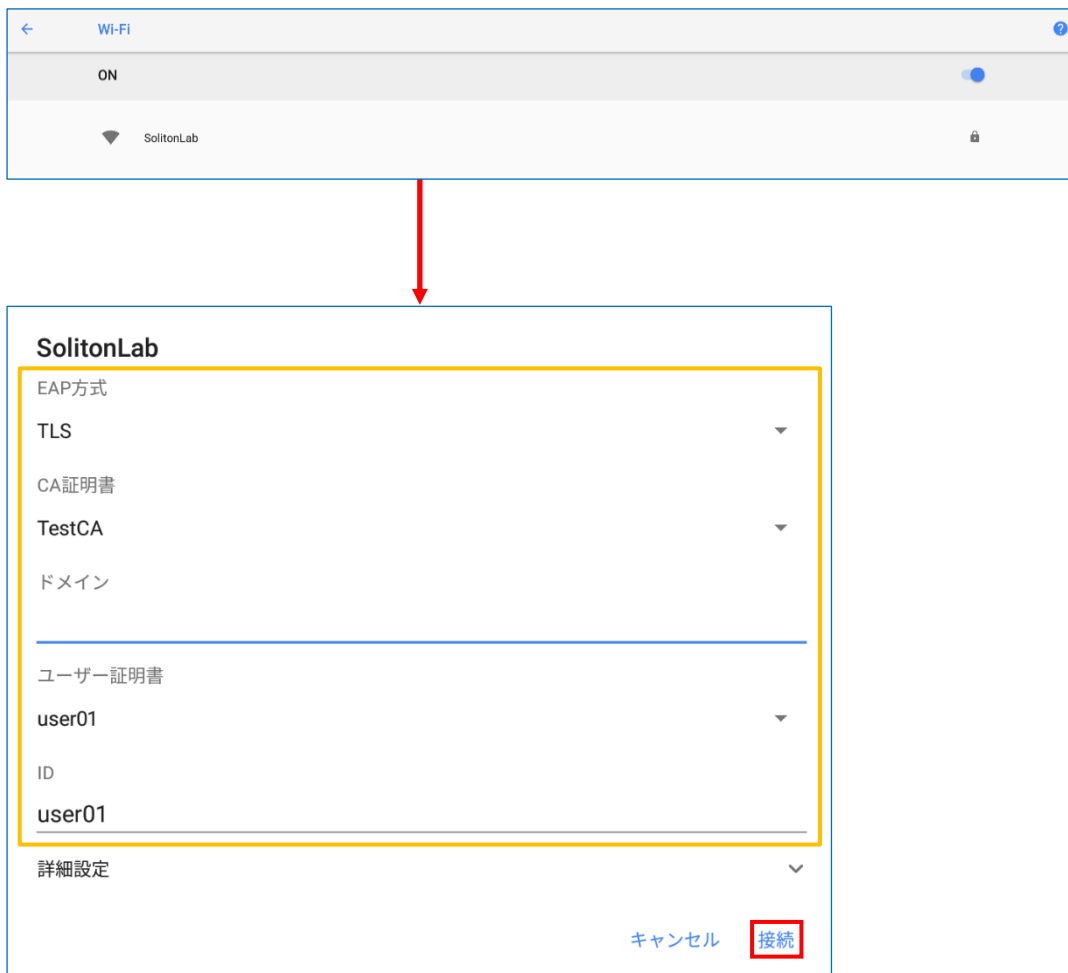 Wi-Fi
ON
SolitonLab
SolitonLab
EAP方式
TLS
CA証明書
TestCA
ドメイン
ユーザー証明書
user01
ID
user01
詳細設定
キャンセル 接続